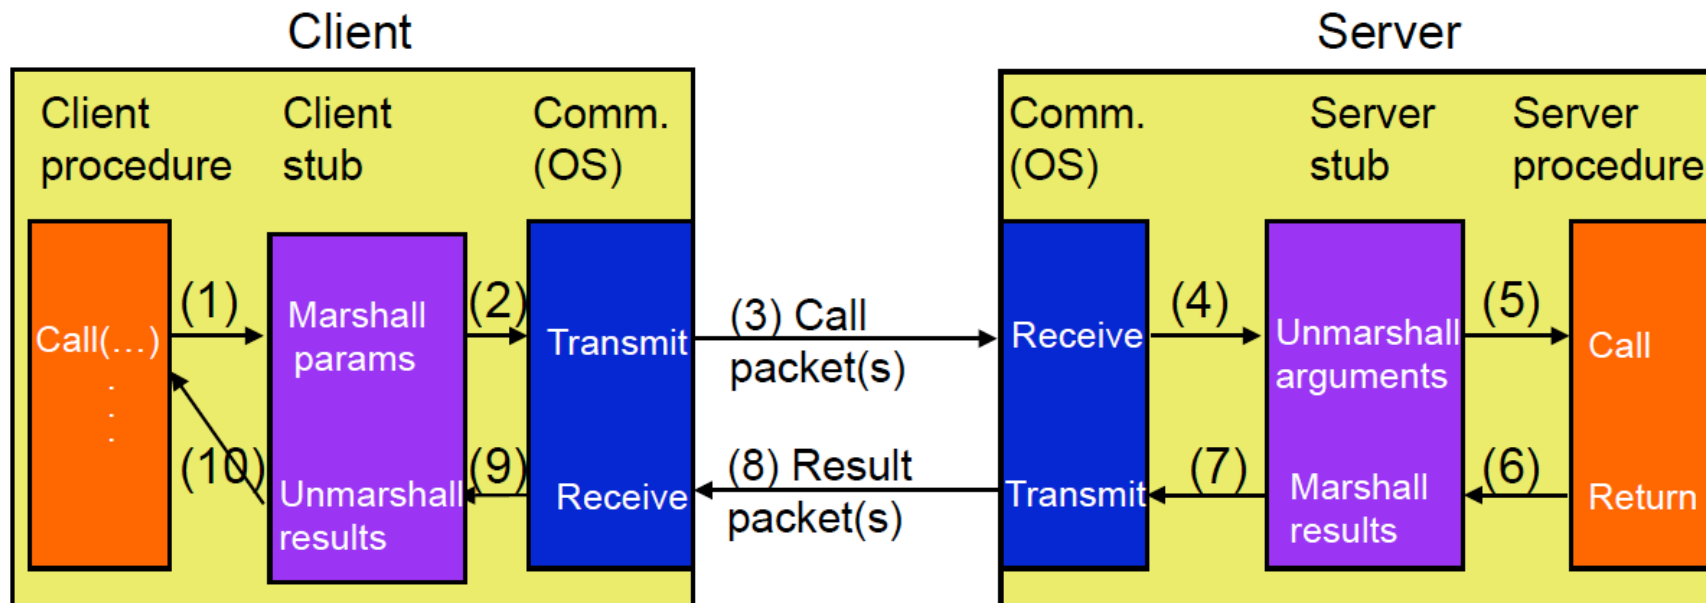 Client
Server
Client
procedure
Client
stub
Comm.
(OS)
Comm.
(OS)
Server
stub
Server
procedure
Call(...)
.
.
.
(1)
Marshall
params
(2)
Transmit
(3) Call
packet(s)
Receive
(4)
Unmarshall
arguments
(5)
Call
(10)
Unmarshall
results
(9)
Receive
(8) Result
packet(s)
Transmit
(7)
Marshall
results
(6)
Return